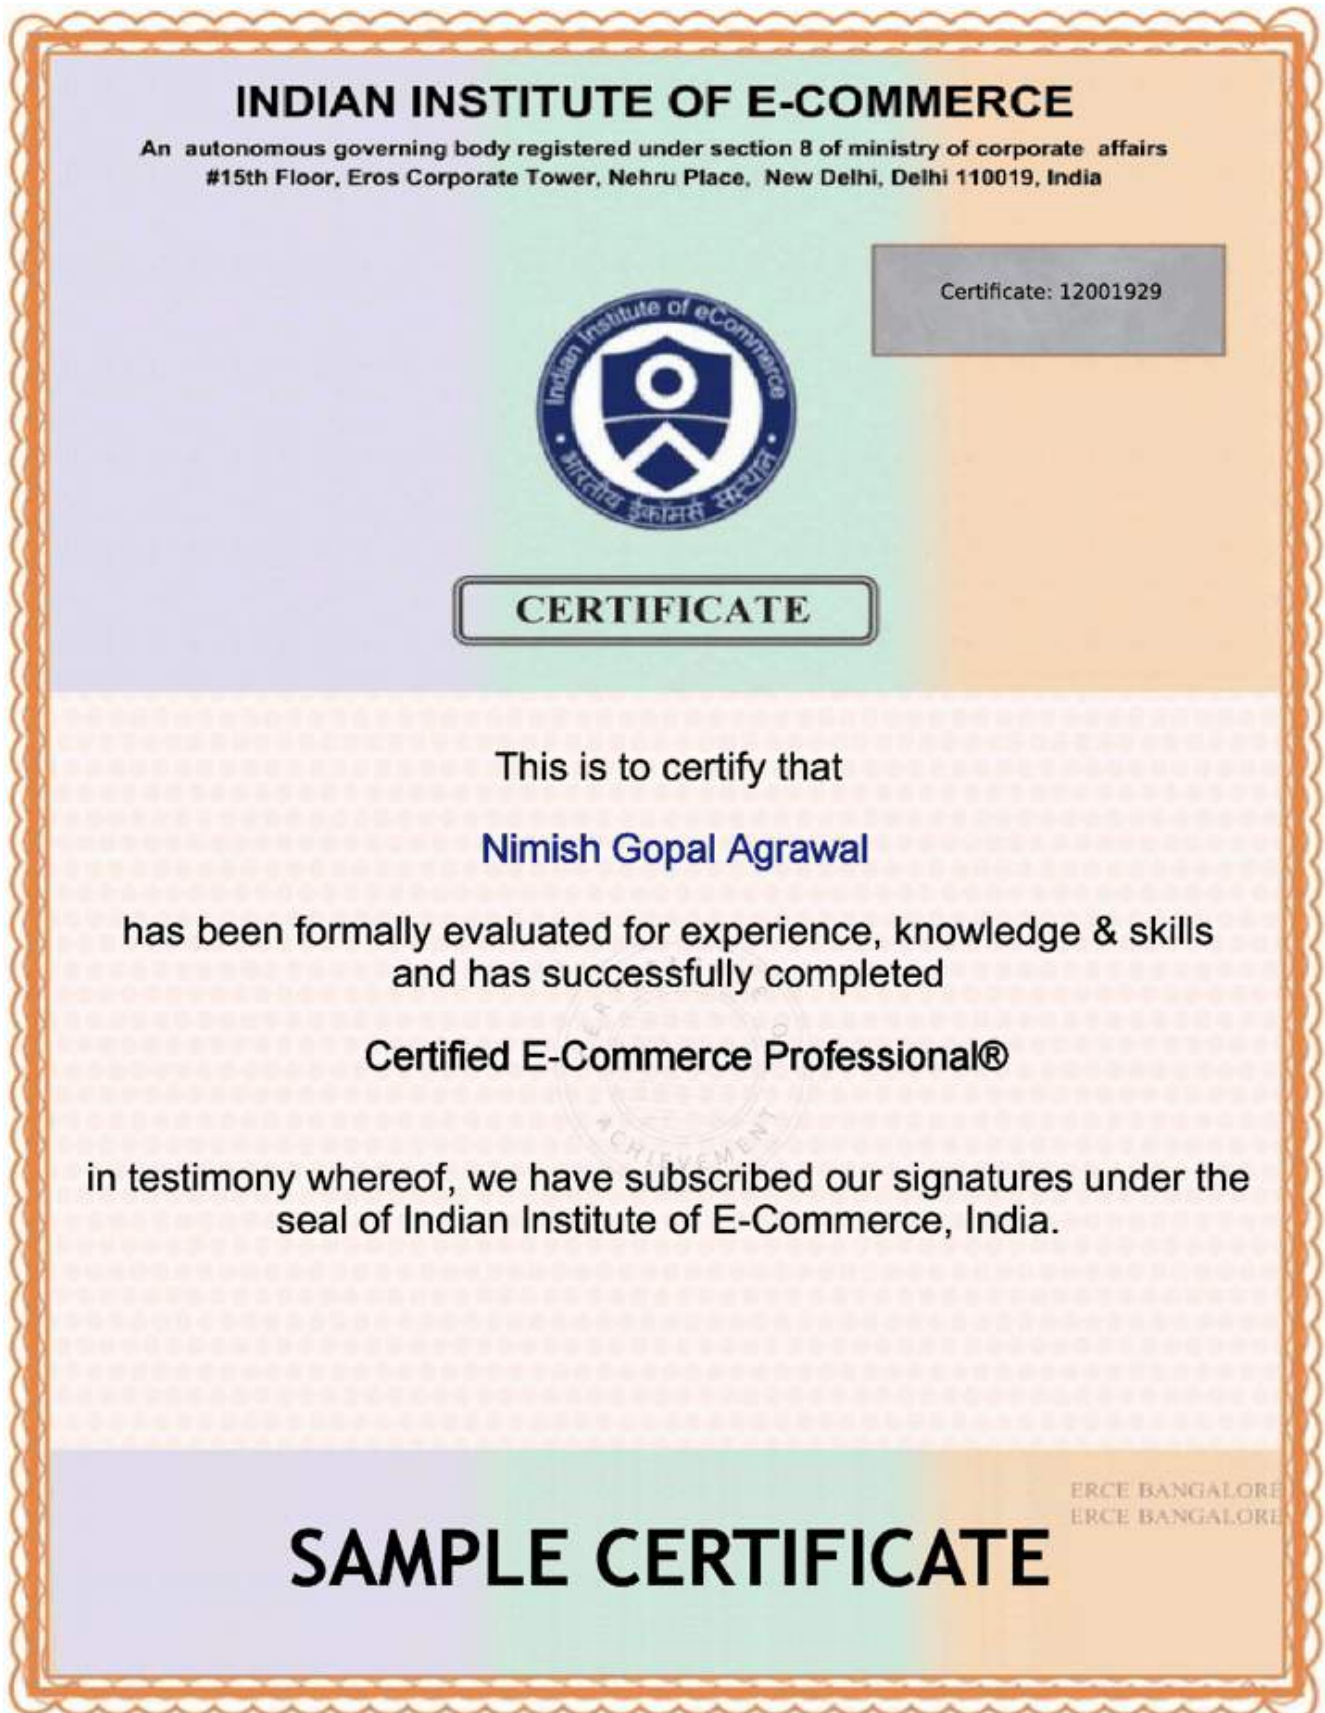 INDIAN INSTITUTE OF E-COMMERCE
An autonomous governing body registered under section 8 of ministry of corporate affairs
#15th Floor, Eros Corporate Tower, Nehru Place, New Delhi, Delhi 110019, India
Certificate: 12001929
Indian Institute of eCommerce
भारतीय ईकॉमर्स संस्थान
CERTIFICATE
This is to certify that
Nimish Gopal Agrawal
has been formally evaluated for experience, knowledge & skills
and has successfully completed
Certified E-Commerce Professional®
ACHIEVEMENT
in testimony whereof, we have subscribed our signatures under the
seal of Indian Institute of E-Commerce, India.
ERCE BANGALORE
ERCE BANGALORE
SAMPLE CERTIFICATE